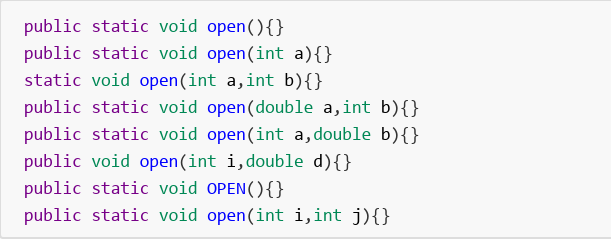 public static void open(){}
public static void open(int a){}
static void open(int a,int b){}
public static void open(double a,int b){}
public static void open(int a,double b){}
public void open(int i,double d){}
public static void OPEN(){}
public static void open(int i,int j){}